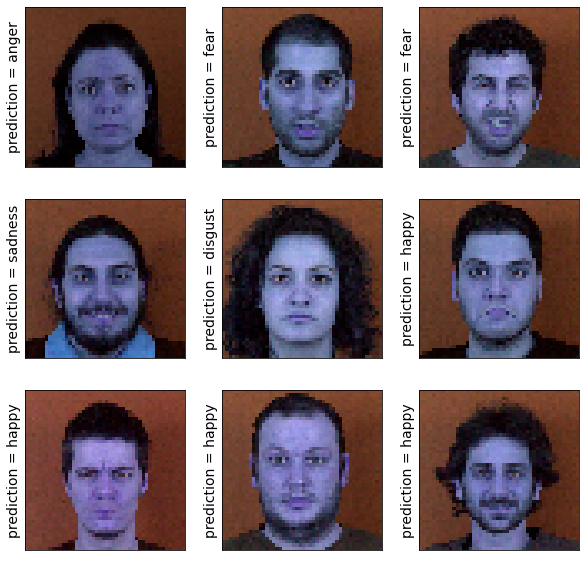 prediction = anger
prediction = fear
prediction = fear
prediction = sadness
prediction = disgust
prediction = happy
prediction = happy
prediction = happy
prediction = happy